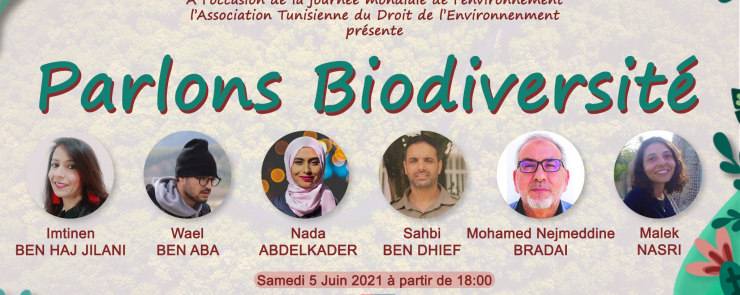 À l'occasion de la journée mondiale de l'environnement
l'Association Tunisienne du Droit de l'Environnenment
présente
Parlons Biodiversité
Imtinen
BEN HAJ JILANI
Wael
BEN ABA
Nada
ABDELKADER
Sahbi
BEN DHIEF
Mohamed Nejmeddine
BRADAI
Malek
NASRI
Samedi 5 Juin 2021 à partir de 18:00